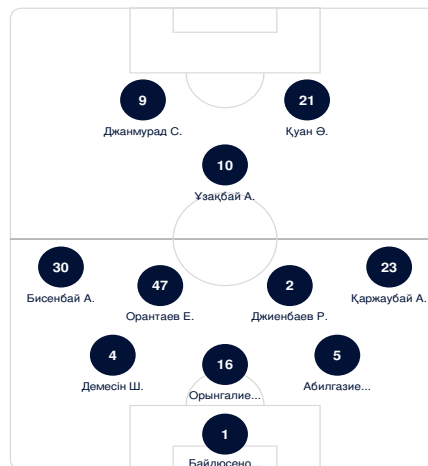 9
21
Джанмурад С.
Қуан Ә.
10
Ұзақбай А.
30
23
Бисенбай А.
Қаржаубай А.
47
2
Орантаев Е.
Джиенбаев Р.
4
16
5
Демесін Ш.
Орынгалие...
Абилгазие...
1
Байдюсено...